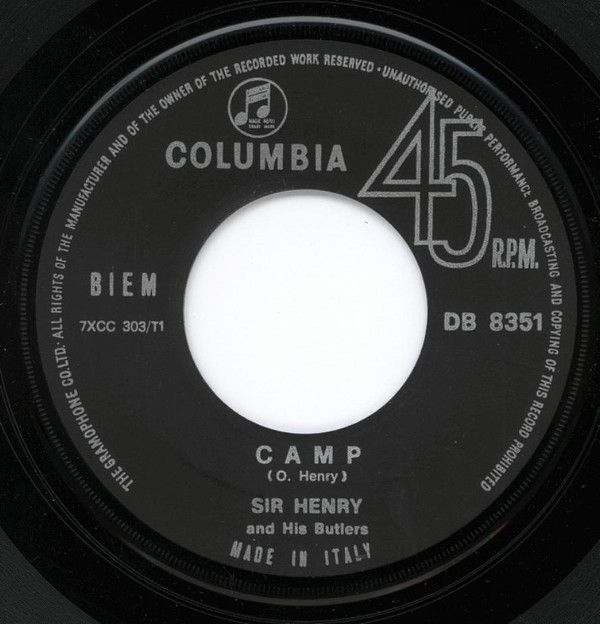 THE GRAMOPHONE CO.LTD. · ALL RIGHTS OF THE MANUFACTURER AND OF THE OWNER OF THE RECORDED WORK RESERVED · UNAUTHORISED PUBLIC PERFORMANCE BROADCASTING AND COPYING OF THIS RECORD PROHIBITED
COLUMBIA
45
R.P.M.
BIEM
7XCC 303/T1
DB 8351
CAMP
(O. Henry)
SIR HENRY
and His Butlers
MADE IN ITALY